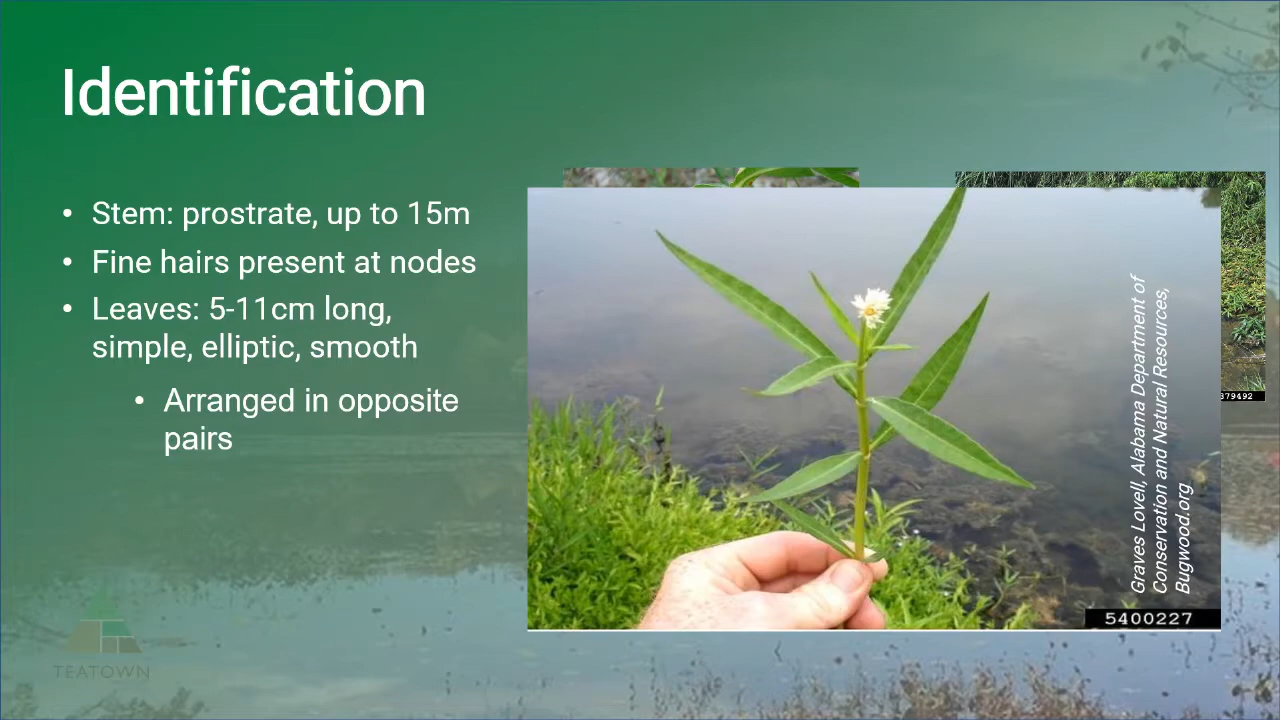 Identification
• Stem: prostrate, up to 15m
• Fine hairs present at nodes
• Leaves: 5-11cm long,
simple, elliptic, smooth
• Arranged in opposite
pairs
Graves Lovell, Alabama Department of
Conservation and Natural Resources,
Bugwood.org
5400227
379492
TEATOWN